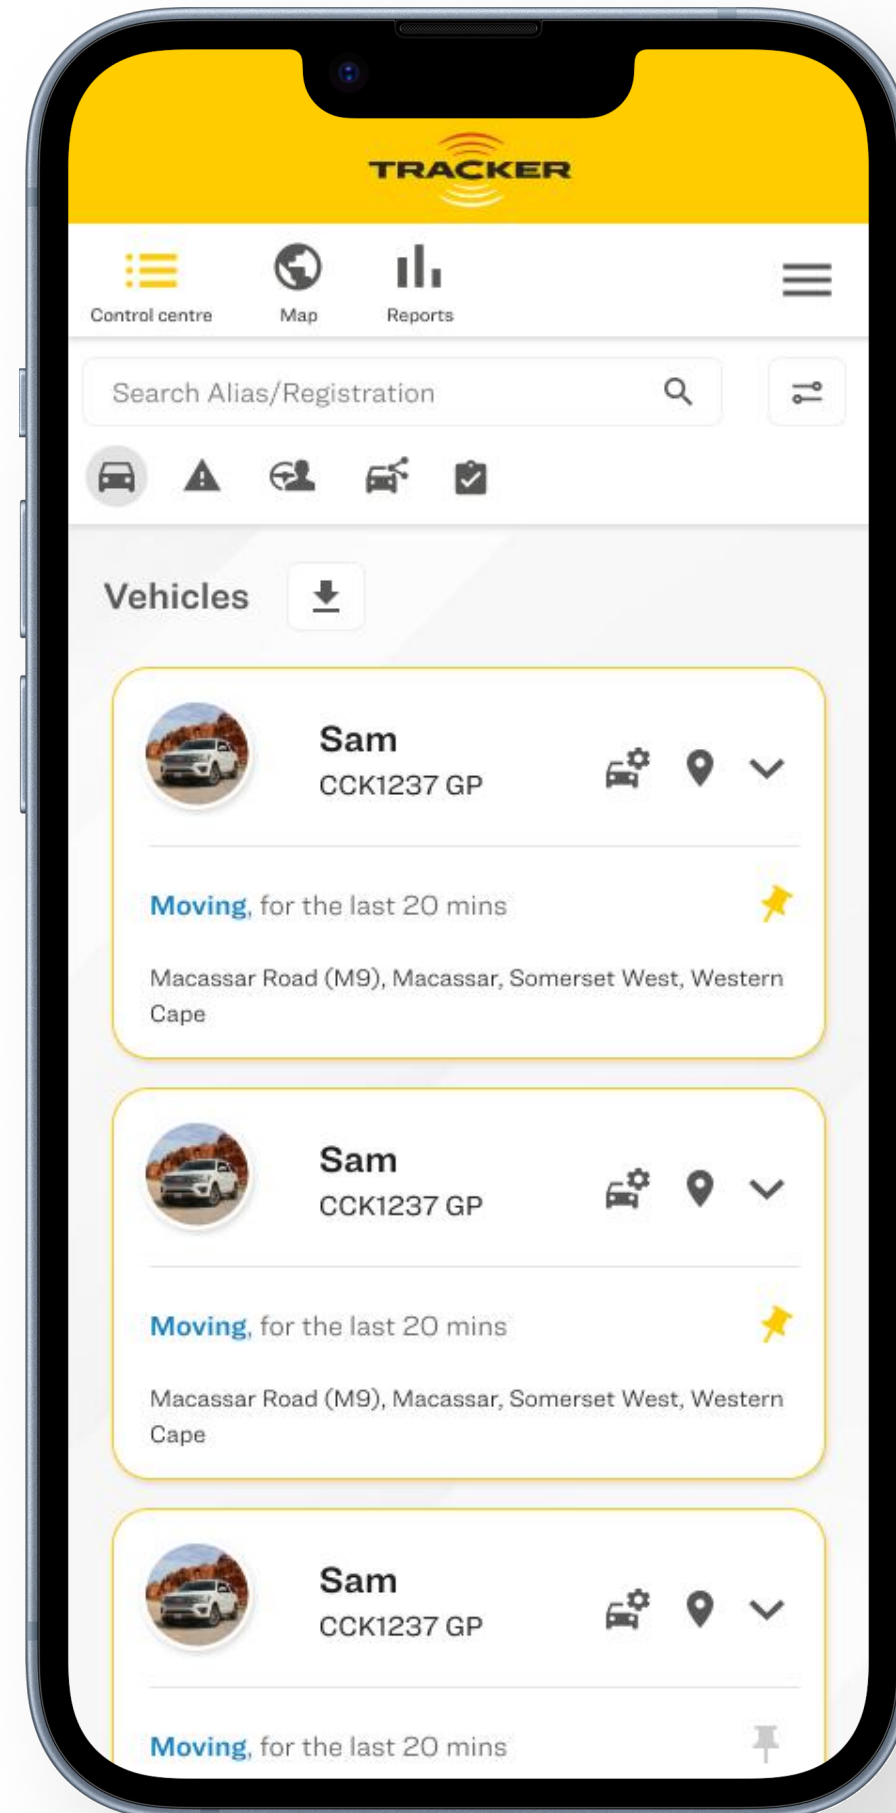 TRACKER
Control centre
Map
Reports
Search Alias/Registration
Vehicles
Sam
CCK1237 GP
Moving, for the last 20 mins
Macassar Road (M9), Macassar, Somerset West, Western
Cape
Sam
CCK1237 GP
Moving, for the last 20 mins
Macassar Road (M9), Macassar, Somerset West, Western
Cape
Sam
CCK1237 GP
Moving, for the last 20 mins